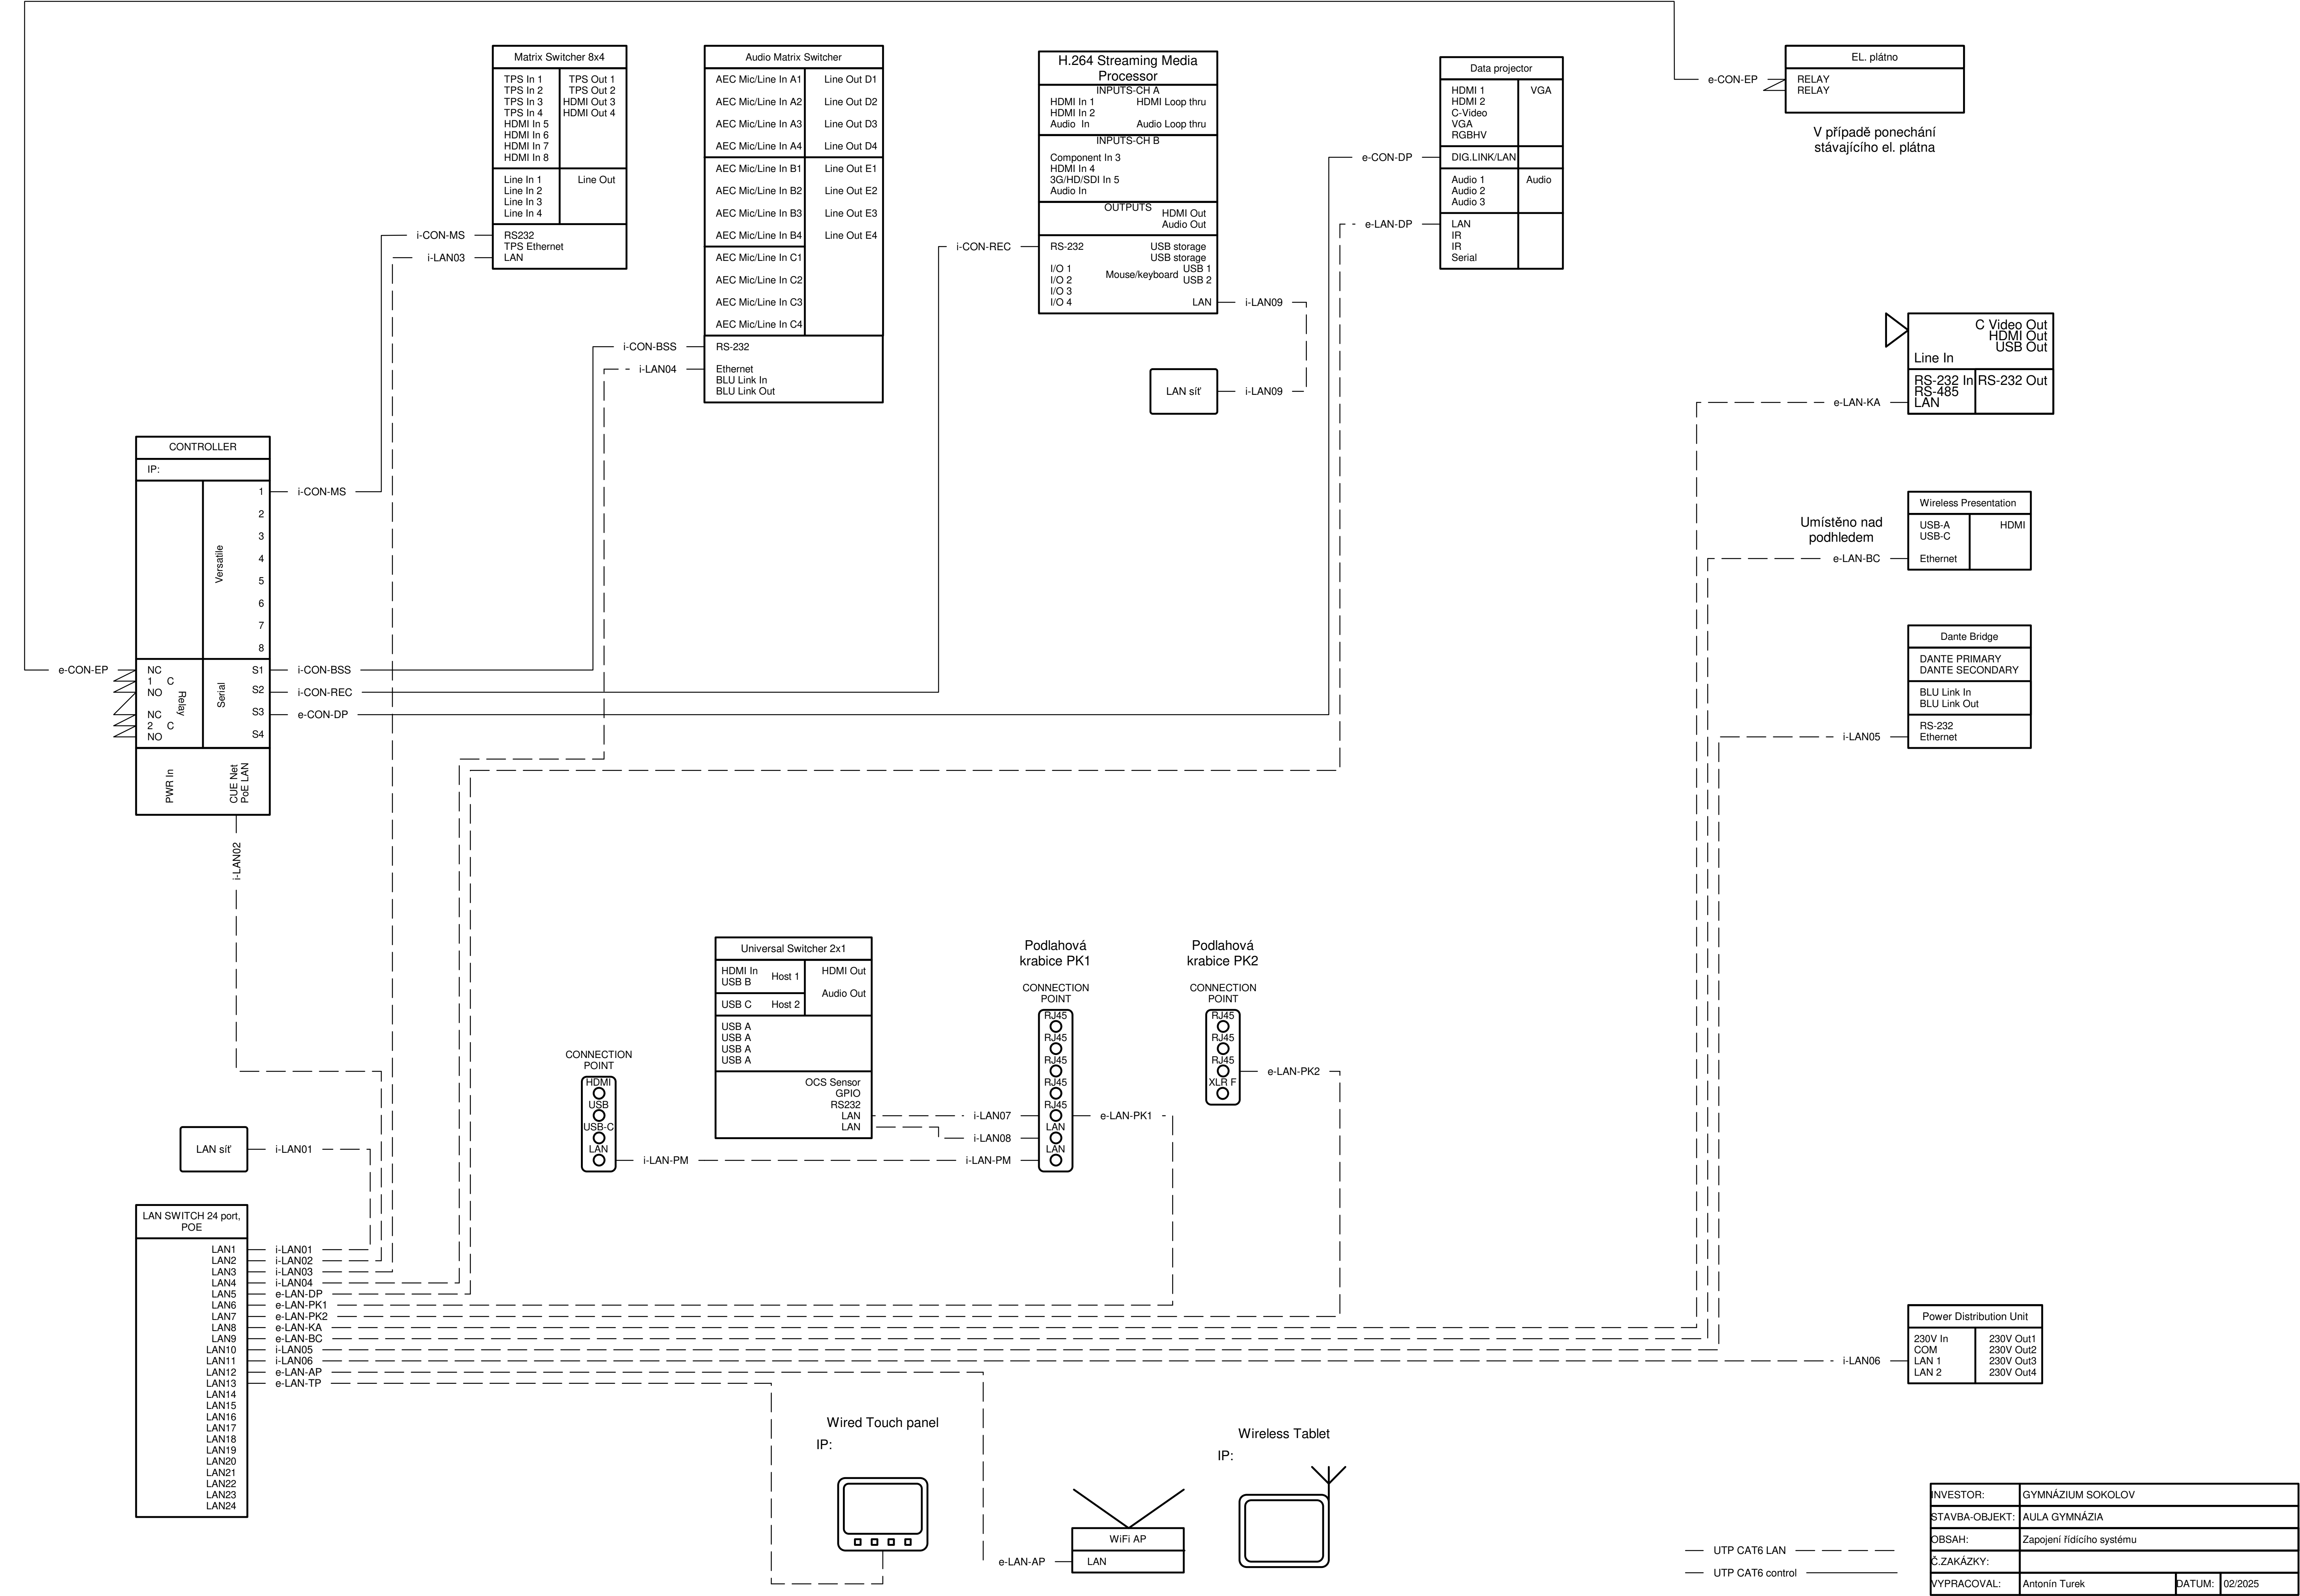 Matrix Switcher 8x4
TPS In 1
TPS In 2
TPS In 3
TPS In 4
HDMI In 5
HDMI In 6
HDMI In 7
HDMI In 8
TPS Out 1
TPS Out 2
HDMI Out 3
HDMI Out 4
Line In 1
Line In 2
Line In 3
Line In 4
Line Out
RS232
TPS Ethernet
LAN
i-CON-MS
i-LAN03
Audio Matrix Switcher
AEC Mic/Line In A1
AEC Mic/Line In A2
AEC Mic/Line In A3
AEC Mic/Line In A4
AEC Mic/Line In B1
AEC Mic/Line In B2
AEC Mic/Line In B3
AEC Mic/Line In B4
AEC Mic/Line In C1
AEC Mic/Line In C2
AEC Mic/Line In C3
AEC Mic/Line In C4
Line Out D1
Line Out D2
Line Out D3
Line Out D4
Line Out E1
Line Out E2
Line Out E3
Line Out E4
RS-232
Ethernet
BLU Link In
BLU Link Out
i-CON-BSS
i-LAN04
H.264 Streaming Media
Processor
INPUTS-CH A
HDMI In 1
HDMI In 2
Audio In
HDMI Loop thru
Audio Loop thru
INPUTS-CH B
Component In 3
HDMI In 4
3G/HD/SDI In 5
Audio In
OUTPUTS
HDMI Out
Audio Out
RS-232
I/O 1
I/O 2
I/O 3
I/O 4
USB storage
USB storage
Mouse/keyboard
USB 1
USB 2
LAN
i-CON-REC
i-LAN09
LAN síť
i-LAN09
Data projector
HDMI 1
HDMI 2
C-Video
VGA
RGBHV
VGA
DIG.LINK/LAN
Audio 1
Audio 2
Audio 3
Audio
LAN
IR
IR
Serial
e-CON-DP
e-LAN-DP
EL. plátno
RELAY
RELAY
e-CON-EP
V případě ponechání
stávajícího el. plátna
C Video Out
HDMI Out
USB Out
Line In
RS-232 In
RS-485
LAN
RS-232 Out
e-LAN-KA
Umístěno nad
podhledem
e-LAN-BC
Wireless Presentation
USB-A
USB-C
Ethernet
HDMI
Dante Bridge
DANTE PRIMARY
DANTE SECONDARY
BLU Link In
BLU Link Out
RS-232
Ethernet
i-LAN05
CONTROLLER
IP:
Versatile
1
2
3
4
5
6
7
8
i-CON-MS
e-CON-EP
NC
1 C
NO
NC
2 C
NO
Relay
Serial
S1
S2
S3
S4
i-CON-BSS
i-CON-REC
e-CON-DP
PWR In
CUE Net
PoE LAN
i-LAN02
Universal Switcher 2x1
HDMI In
USB B
Host 1
USB C
Host 2
HDMI Out
Audio Out
USB A
USB A
USB A
USB A
OCS Sensor
GPIO
RS232
LAN
LAN
i-LAN07
i-LAN08
CONNECTION
POINT
HDMI
USB
USB-C
LAN
i-LAN-PM
i-LAN-PM
Podlahová
krabice PK1
CONNECTION
POINT
RJ45
RJ45
RJ45
RJ45
RJ45
LAN
LAN
e-LAN-PK1
Podlahová
krabice PK2
CONNECTION
POINT
RJ45
RJ45
RJ45
XLR F
e-LAN-PK2
LAN síť
i-LAN01
LAN SWITCH 24 port,
POE
LAN1 i-LAN01
LAN2 i-LAN02
LAN3 i-LAN03
LAN4 i-LAN04
LAN5 e-LAN-DP
LAN6 e-LAN-PK1
LAN7 e-LAN-PK2
LAN8 e-LAN-KA
LAN9 e-LAN-BC
LAN10 i-LAN05
LAN11 i-LAN06
LAN12 e-LAN-AP
LAN13 e-LAN-TP
LAN14
LAN15
LAN16
LAN17
LAN18
LAN19
LAN20
LAN21
LAN22
LAN23
LAN24
i-LAN06
Power Distribution Unit
230V In
COM
LAN 1
LAN 2
230V Out1
230V Out2
230V Out3
230V Out4
Wired Touch panel
IP:
e-LAN-AP
WiFi AP
LAN
Wireless Tablet
IP:
UTP CAT6 LAN
UTP CAT6 control
INVESTOR: GYMNÁZIUM SOKOLOV
STAVBA-OBJEKT: AULA GYMNÁZIA
OBSAH: Zapojení řídícího systému
Č.ZAKÁZKY:
VYPRACOVAL: Antonín Turek DATUM: 02/2025